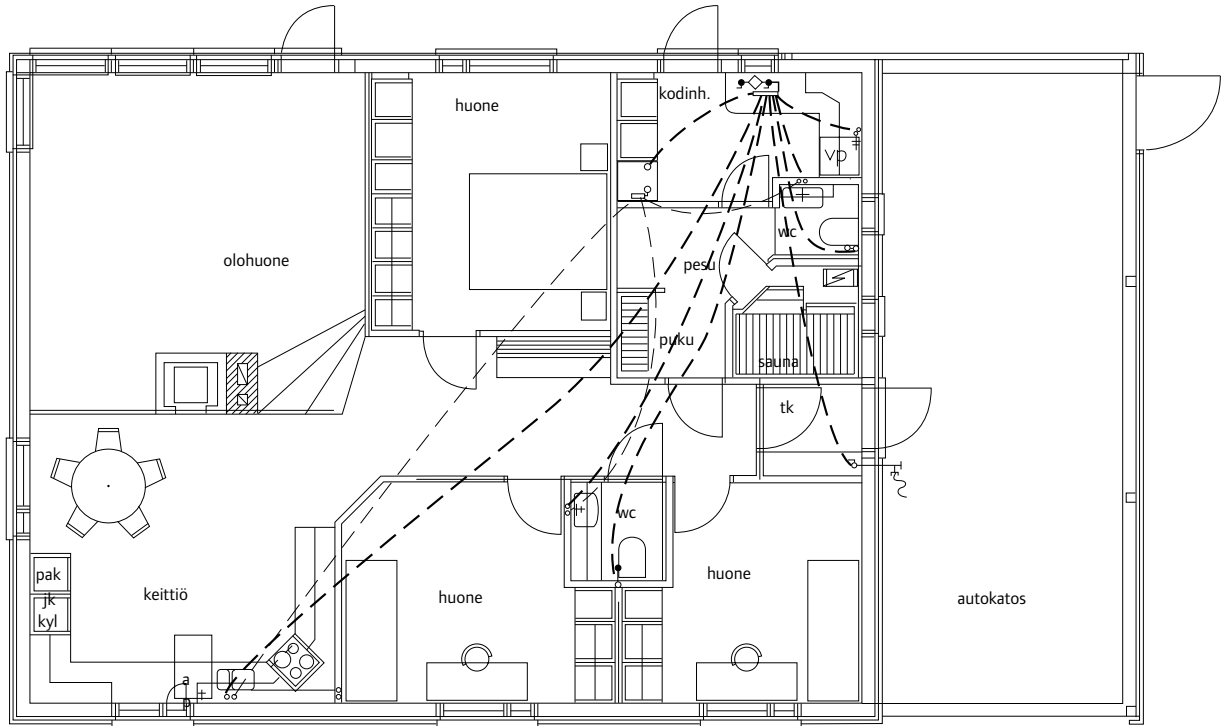 huone
kodinh.
vp
wc
olohuone
pesu
puku
sauna
tk
wc
pak
jk
kyl
keittiö
huone
huone
autokatos
a
p